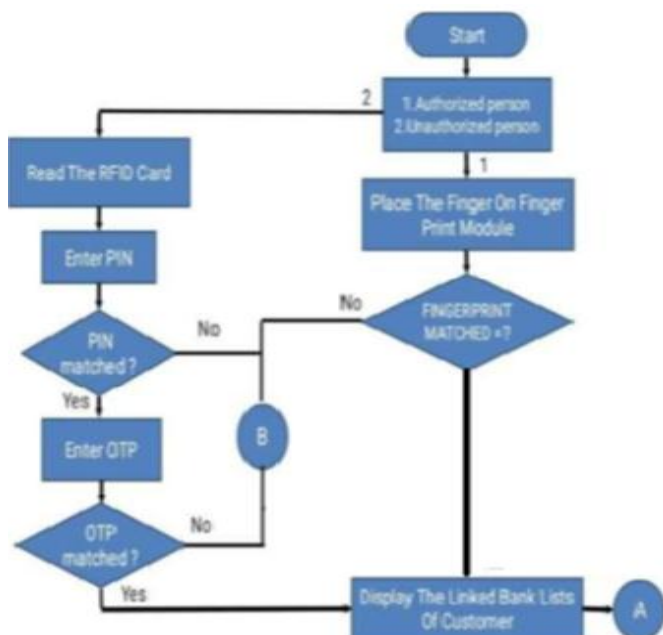 Start
2
1.Authorized person
2.Unauthorized person
1
Read The RFID Card
Place The Finger On Finger
Print Module
Enter PIN
No
No
FINGERPRINT
MATCHED =?
PIN
matched ?
Yes
Enter OTP
B
OTP
matched ?
No
Yes
Display The Linked Bank Lists
Of Customer
A